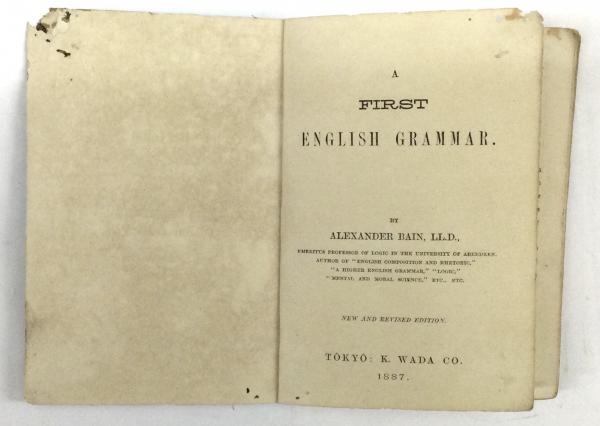 A
FIRST
ENGLISH GRAMMAR.
BY
ALEXANDER BAIN, LL.D.,
EMERITUS PROFESSOR OF LOGIC IN THE UNIVERSITY OF ABERDEEN.
AUTHOR OF "ENGLISH COMPOSITION AND RHETORIC,"
"A HIGHER ENGLISH GRAMMAR," "LOGIC,"
"MENTAL AND MORAL SCIENCE," ETC., ETC.
NEW AND REVISED EDITION.
TŌKYŌ: K. WADA CO.
1887.